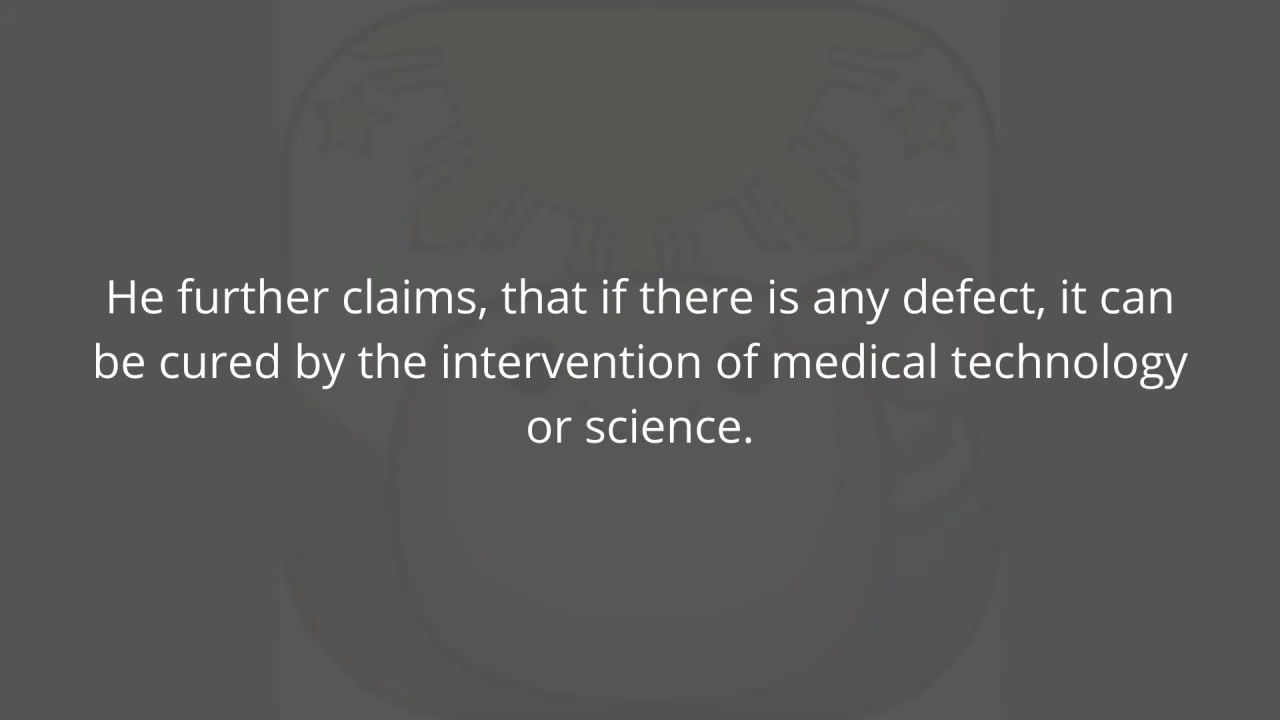 He further claims, that if there is any defect, it can
be cured by the intervention of medical technology
or science.